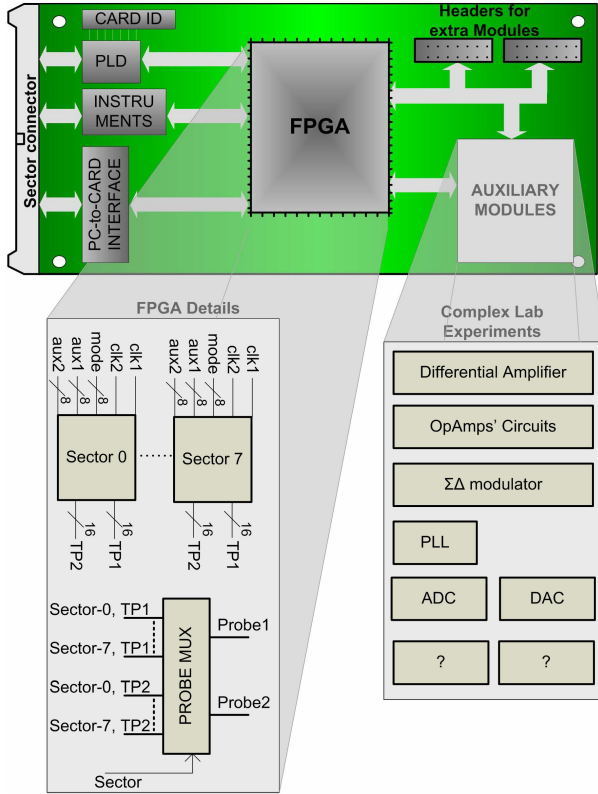 CARD ID
Headers for
extra Modules
PLD
INSTRU
MENTS
FPGA
Sector connector
PC-to-CARD
INTERFACE
AUXILIARY
MODULES
FPGA Details
aux2
aux1
mode
clk2
clk1
8
8
8
aux2
aux1
mode
clk2
clk1
8
8
8
Sector 0
Sector 7
16
16
TP2
TP1
16
16
TP2
TP1
Sector-0, TP1
Sector-7, TP1
Sector-0, TP2
Sector-7, TP2
PROBE MUX
Probe1
Probe2
Sector
Complex Lab
Experiments
Differential Amplifier
OpAmps' Circuits
ΣΔ modulator
PLL
ADC
DAC
?
?